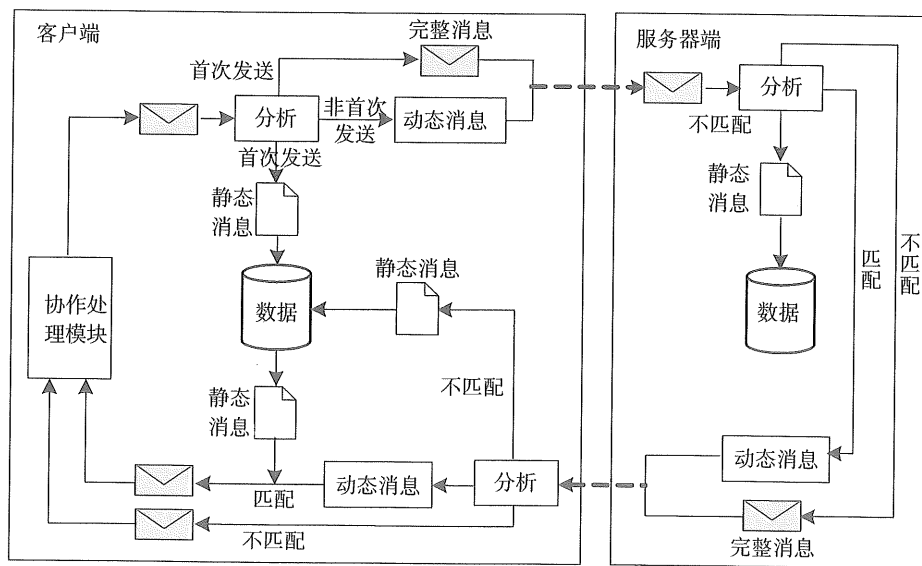 客户端
完整消息
首次发送
分析
非首次
发送
动态消息
首次发送
静态
消息
静态消息
数据
协作处
理模块
不匹配
静态
消息
匹配
动态消息
分析
不匹配
服务器端
分析
不匹配
静态
消息
匹配
不匹配
数据
动态消息
完整消息